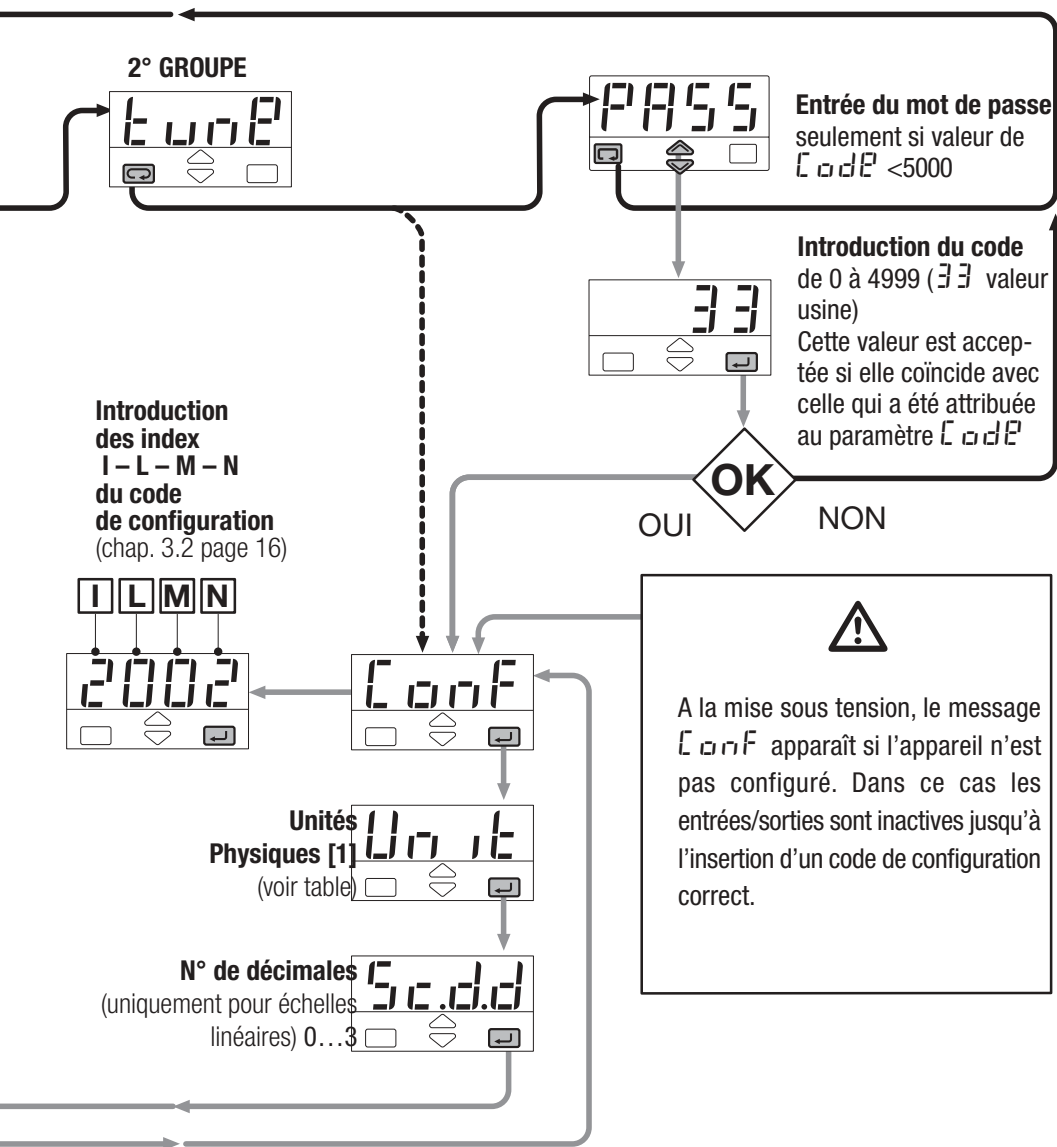 2° GROUPE
tunE
PASS
Entrée du mot de passe
seulement si valeur de
CodE <5000
33
Introduction du code
de 0 à 4999 (33 valeur
usine)
Cette valeur est accep-
tée si elle coïncide avec
celle qui a été attribuée
au paramètre CodE
OK
OUI
NON
Introduction
des index
I – L – M – N
du code
de configuration
(chap. 3.2 page 16)
I L M N
2002
ConF
Unités
Physiques [1]
(voir table)
Unit
N° de décimales
(uniquement pour échelles
linéaires) 0…3
Sc.d.d
A la mise sous tension, le message
ConF apparaît si l'appareil n'est
pas configuré. Dans ce cas les
entrées/sorties sont inactives jusqu'à
l'insertion d'un code de configuration
correct.